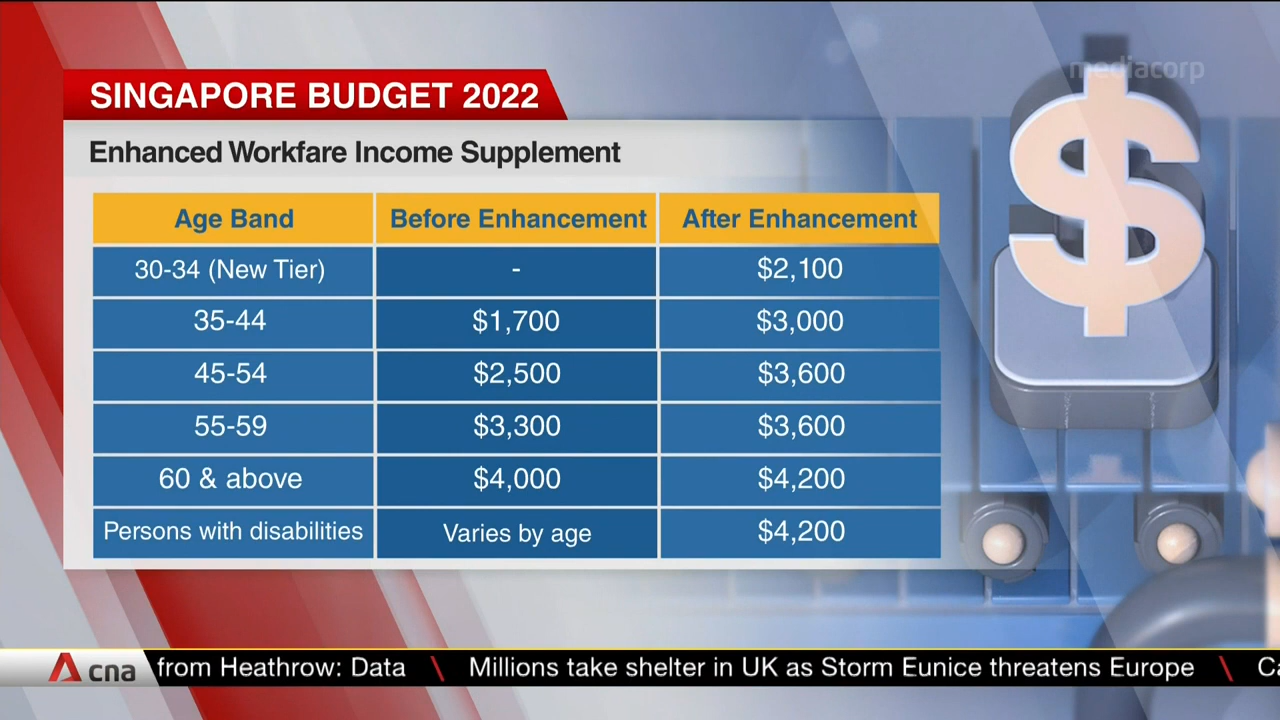 mediacorp
SINGAPORE BUDGET 2022
Enhanced Workfare Income Supplement
Age Band Before Enhancement After Enhancement
30-34 (New Tier) - $2,100
35-44 $1,700 $3,000
45-54 $2,500 $3,600
55-59 $3,300 $3,600
60 & above $4,000 $4,200
Persons with disabilities Varies by age $4,200
cna from Heathrow: Data \ Millions take shelter in UK as Storm Eunice threatens Europe \